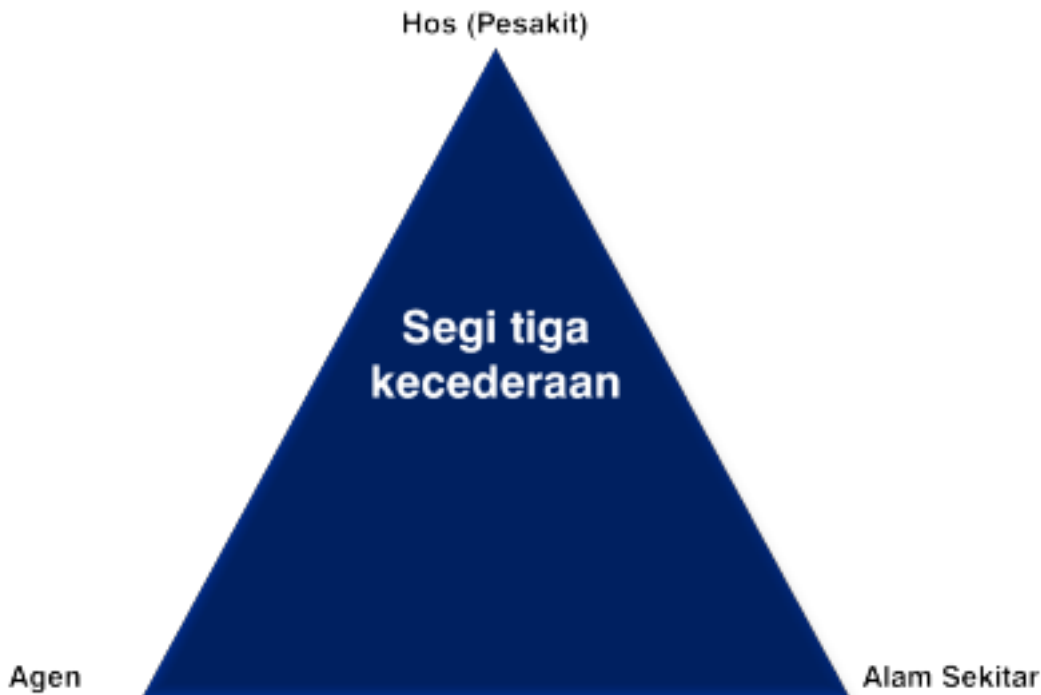 Hos (Pesakit)
Segi tiga
kecederaan
Agen
Alam Sekitar